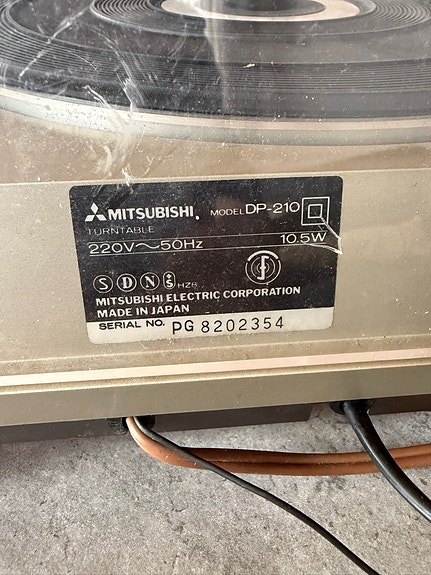 MITSUBISHI. MODEL DP-210
TURNTABLE
220V~50Hz 10.5W
S D N S HZB
MITSUBISHI ELECTRIC CORPORATION
MADE IN JAPAN
SERIAL NO. PG 8202354